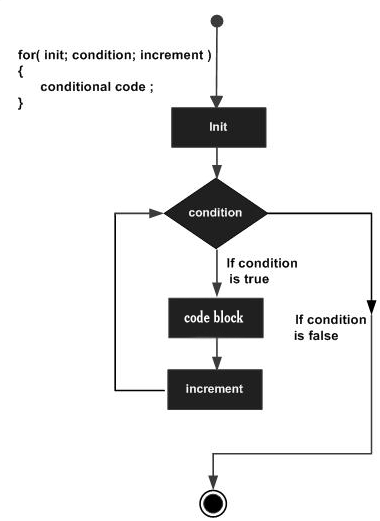 for( init; condition; increment )
{
conditional code ;
}
Init
condition
If condition
is true
code block
If condition
is false
increment